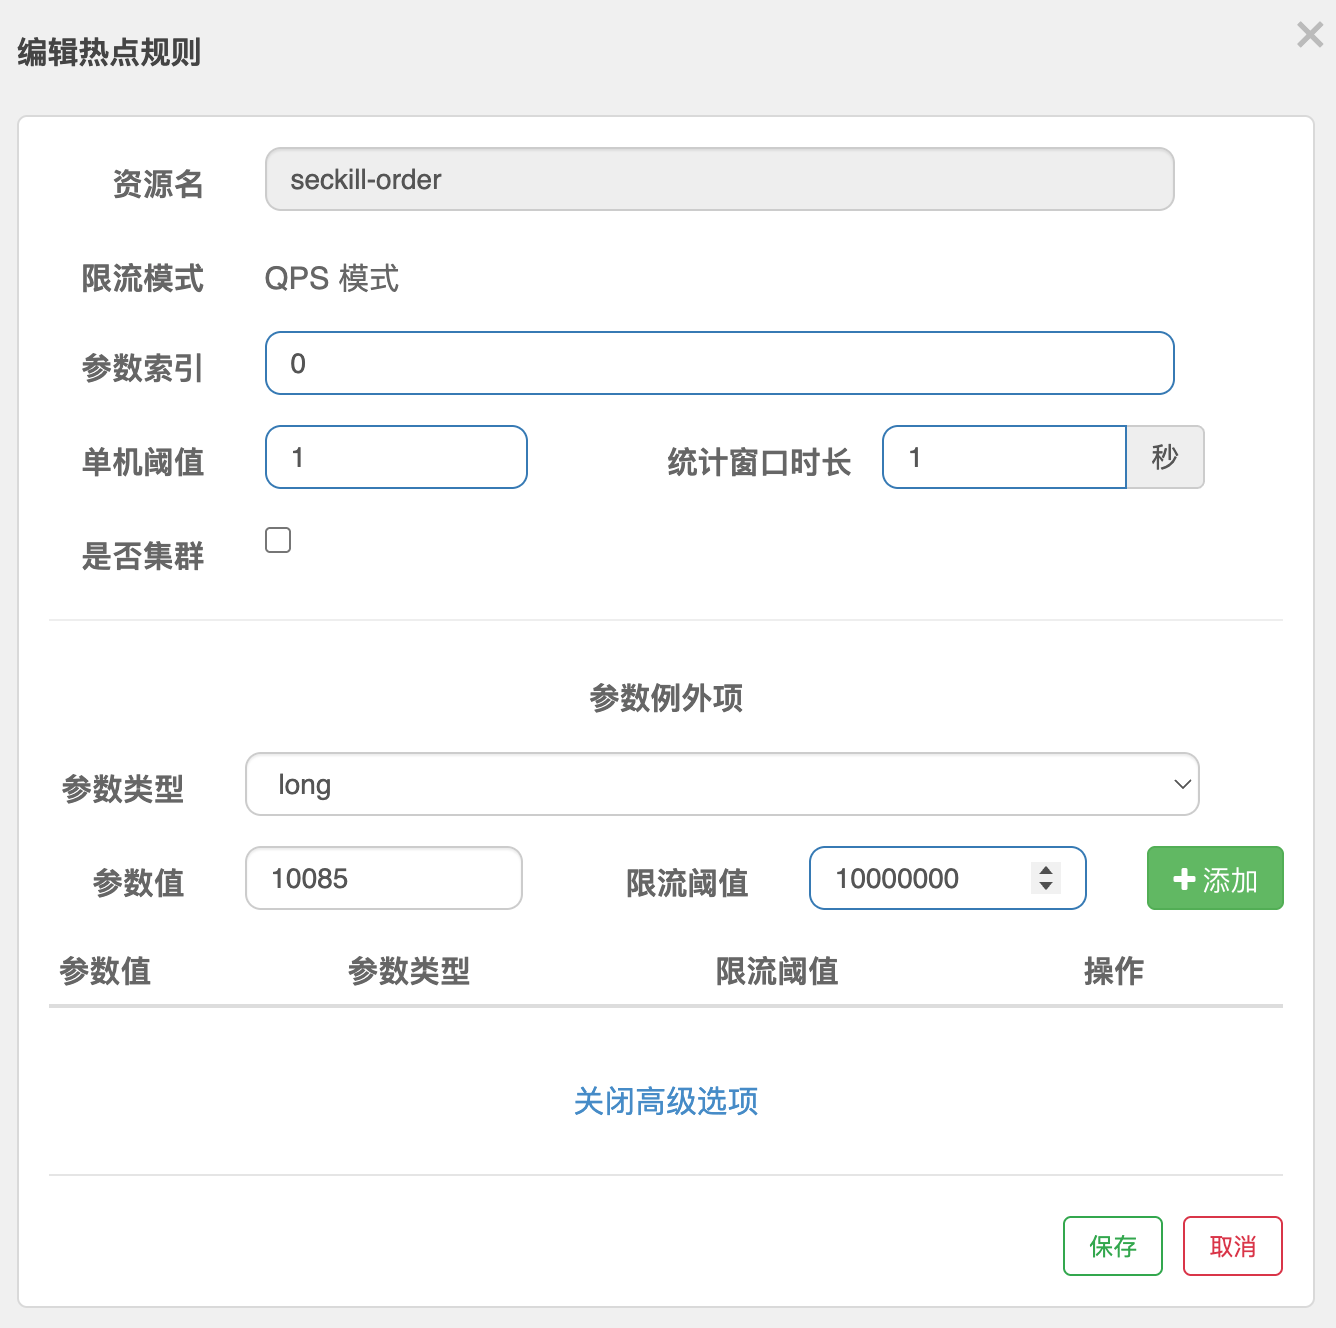 编辑热点规则
资源名 seckill-order
限流模式 QPS 模式
参数索引 0
单机阈值 1 统计窗口时长 1 秒
是否集群
参数例外项
参数类型 long
参数值 10085 限流阈值 10000000 添加
参数值 参数类型 限流阈值 操作
关闭高级选项
保存 取消